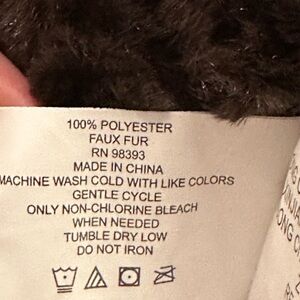 100% POLYESTER
FAUX FUR
RN 98393
MADE IN CHINA
MACHINE WASH COLD WITH LIKE COLORS
GENTLE CYCLE
ONLY NON-CHLORINE BLEACH
WHEN NEEDED
TUMBLE DRY LOW
DO NOT IRON